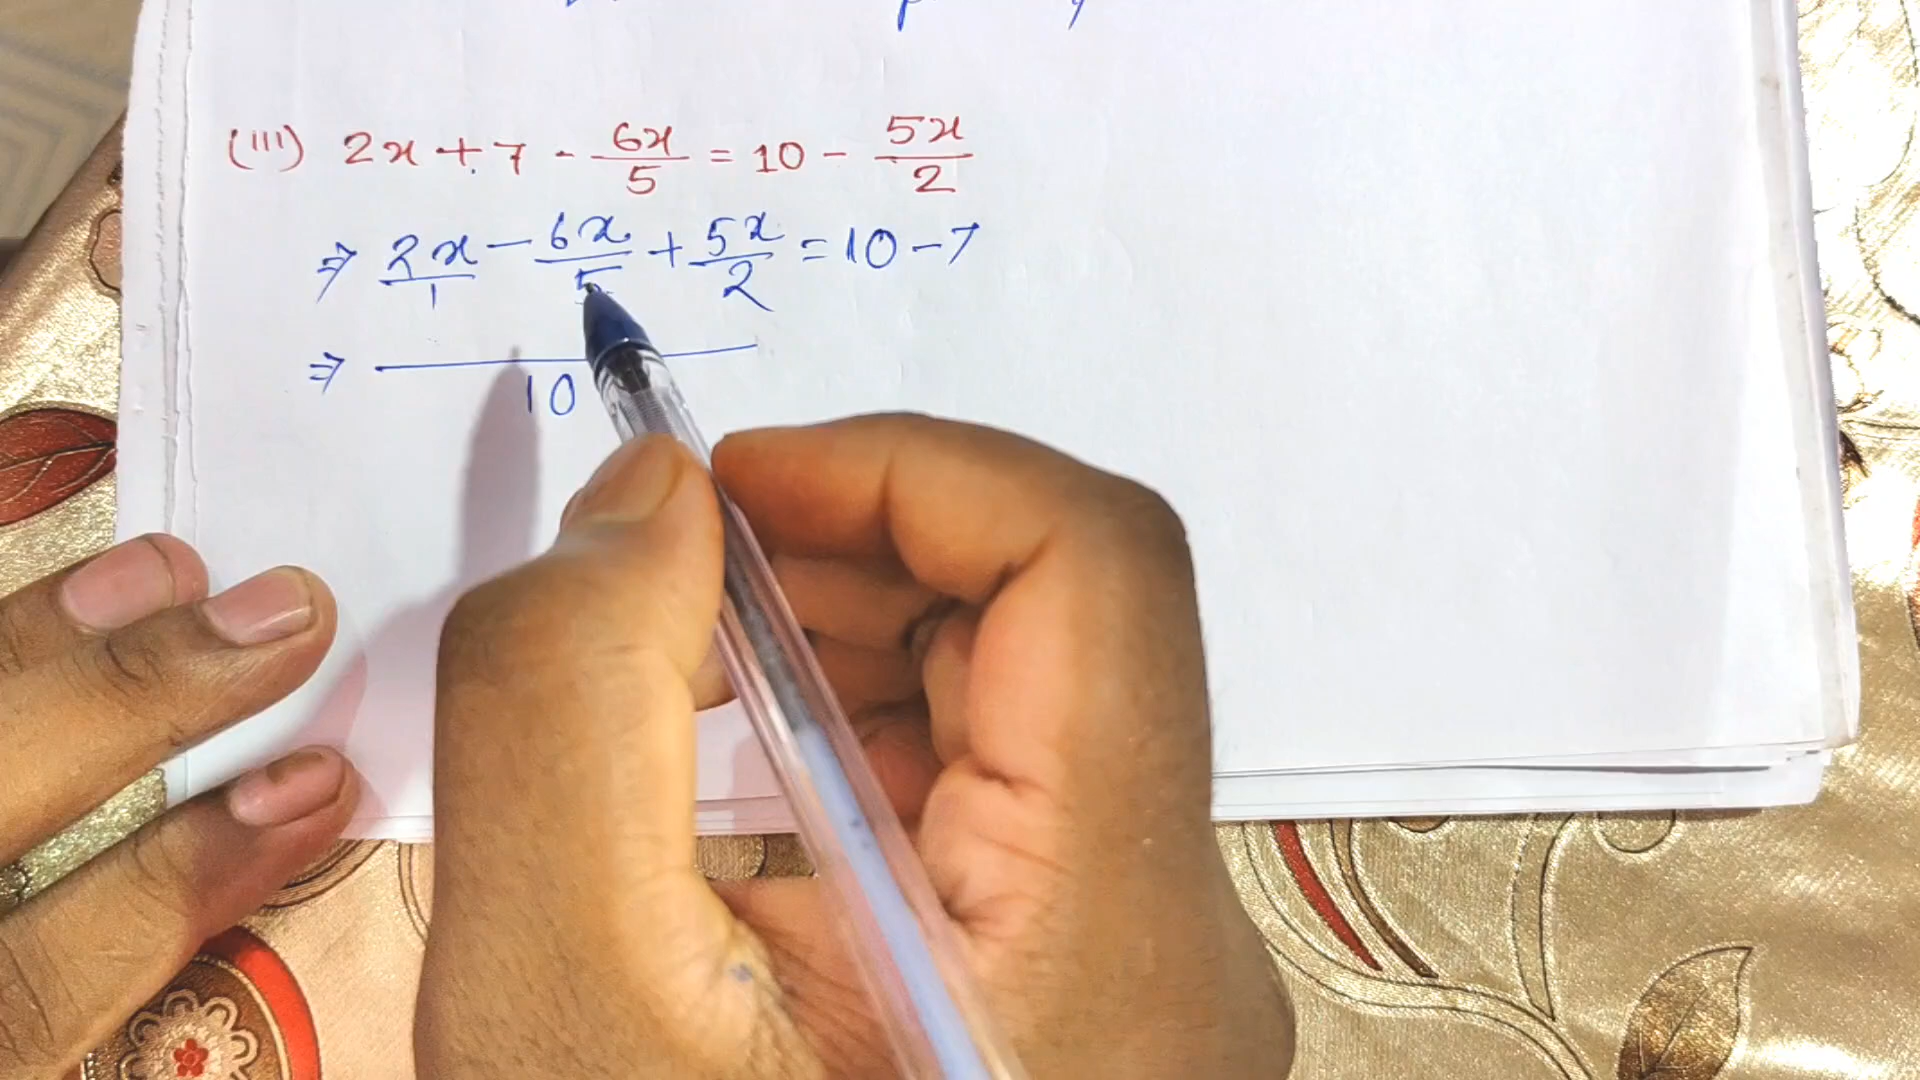 (iii) 2x + 7 - 6x/5 = 10 - 5x/2
⇒ 2x/1 - 6x/5 + 5x/2 = 10 - 7
⇒ /10